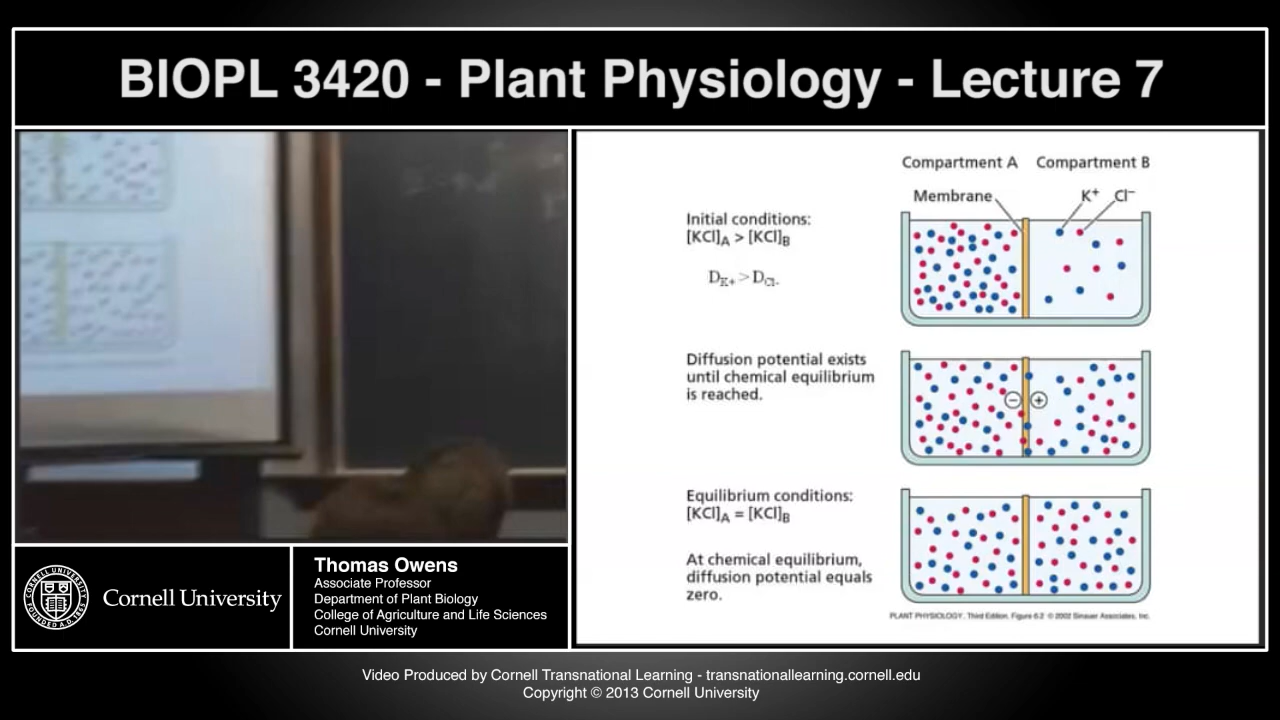 BIOPL 3420 - Plant Physiology - Lecture 7
Compartment A Compartment B
Membrane K⁺ Cl⁻
Initial conditions:
[KCl]A > [KCl]B
DK+ > DCl-
Diffusion potential exists
until chemical equilibrium
is reached.
− +
Equilibrium conditions:
[KCl]A = [KCl]B
At chemical equilibrium,
diffusion potential equals
zero.
PLANT PHYSIOLOGY, Third Edition, Figure 6.2 © 2002 Sinauer Associates, Inc.
CORNELL UNIVERSITY
FOUNDED A.D.
Cornell University
Thomas Owens
Associate Professor
Department of Plant Biology
College of Agriculture and Life Sciences
Cornell University
Video Produced by Cornell Transnational Learning - transnationallearning.cornell.edu
Copyright © 2013 Cornell University